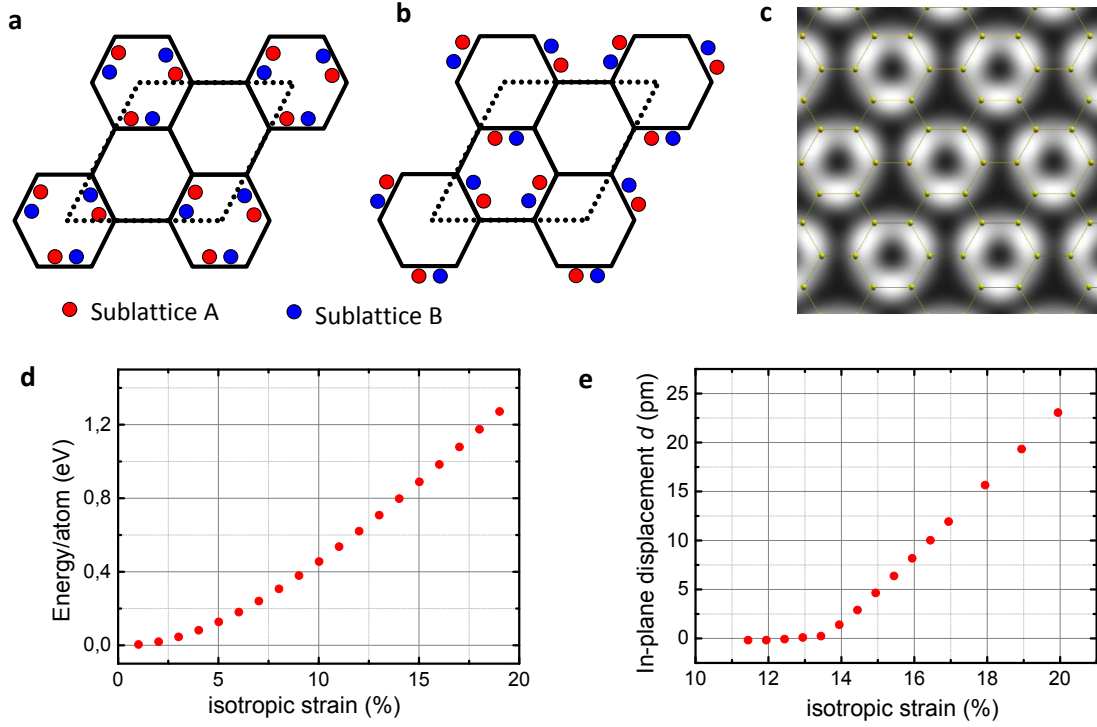 a
b
c
Sublattice A
Sublattice B
d
Energy/atom (eV)
1,2
0,8
0,4
0,0
0
5
10
15
20
isotropic strain (%)
e
In-plane displacement d (pm)
25
20
15
10
5
0
10
12
14
16
18
20
isotropic strain (%)